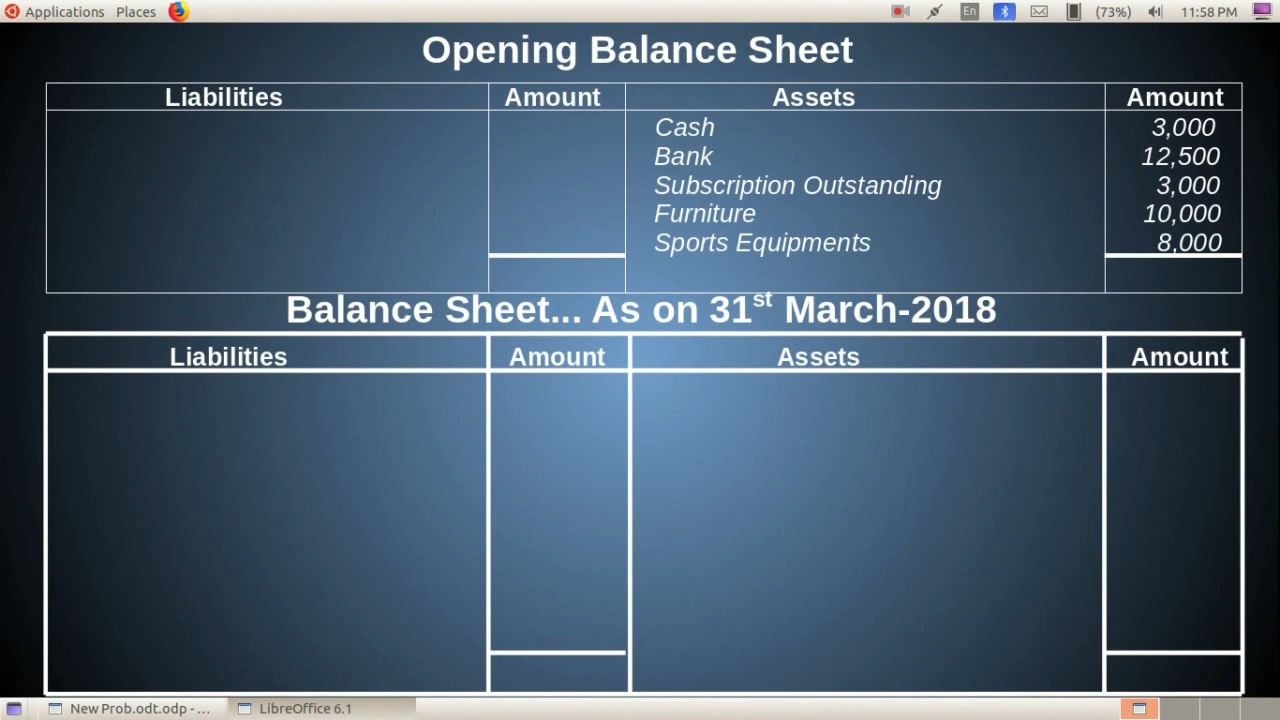 Applications Places En (73%) 11:58 PM
Opening Balance Sheet
Liabilities Amount Assets Amount
Cash 3,000
Bank 12,500
Subscription Outstanding 3,000
Furniture 10,000
Sports Equipments 8,000
Balance Sheet... As on 31st March-2018
Liabilities Amount Assets Amount
New Prob.odt.odp - ... LibreOffice 6.1